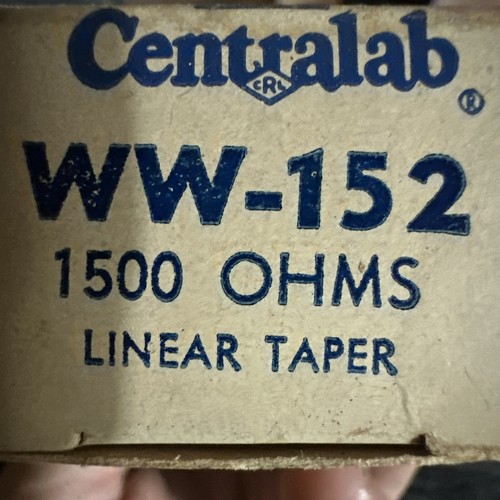 Centralab
CRL
®
WW-152
1500 OHMS
LINEAR TAPER